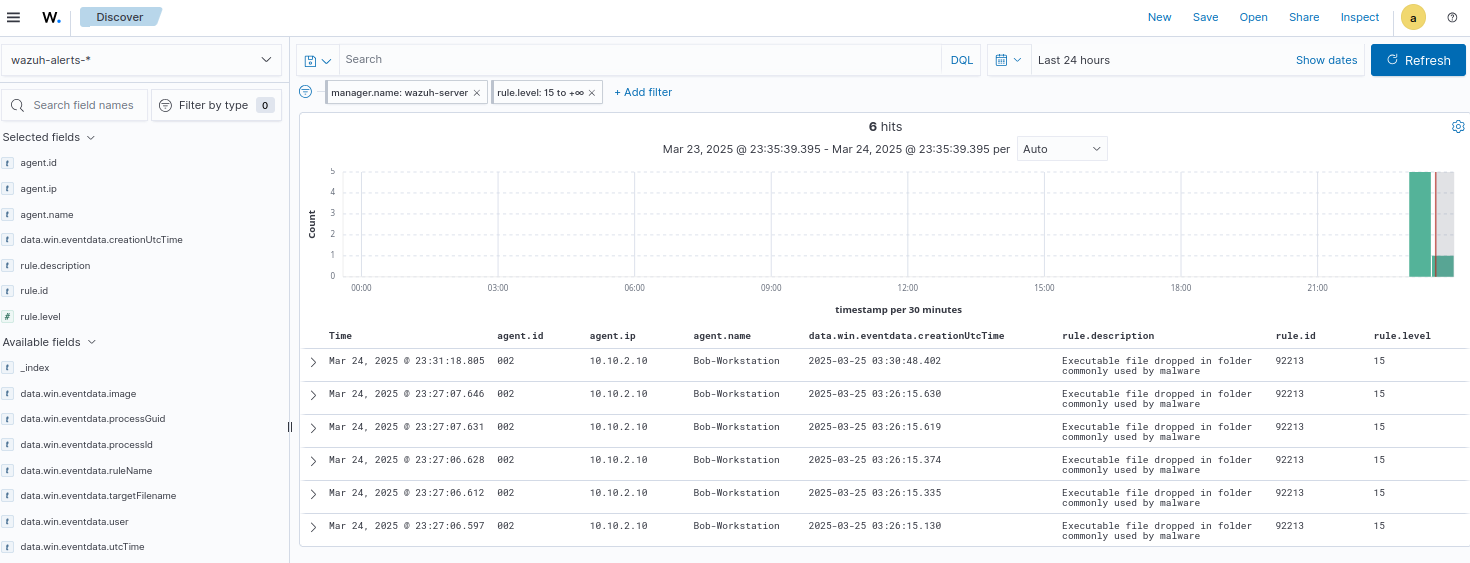 W. Discover New Save Open Share Inspect a
wazuh-alerts-*
Search DQL Last 24 hours Show dates Refresh
manager.name: wazuh-server × rule.level: 15 to +∞ × + Add filter
Search field names Filter by type 0
Selected fields
t agent.id
t agent.ip
t agent.name
t data.win.eventdata.creationUtcTime
t rule.description
t rule.id
# rule.level
Available fields
t _index
t data.win.eventdata.image
t data.win.eventdata.processGuid
t data.win.eventdata.processId
t data.win.eventdata.ruleName
t data.win.eventdata.targetFilename
t data.win.eventdata.user
t data.win.eventdata.utcTime
6 hits
Mar 23, 2025 @ 23:35:39.395 - Mar 24, 2025 @ 23:35:39.395 per Auto
Count
5
4
3
2
1
0
00:00 03:00 06:00 09:00 12:00 15:00 18:00 21:00
timestamp per 30 minutes
Time agent.id agent.ip agent.name data.win.eventdata.creationUtcTime rule.description rule.id rule.level
Mar 24, 2025 @ 23:31:18.805 002 10.10.2.10 Bob-Workstation 2025-03-25 03:30:48.402 Executable file dropped in folder 92213 15
commonly used by malware
Mar 24, 2025 @ 23:27:07.646 002 10.10.2.10 Bob-Workstation 2025-03-25 03:26:15.630 Executable file dropped in folder 92213 15
commonly used by malware
Mar 24, 2025 @ 23:27:07.631 002 10.10.2.10 Bob-Workstation 2025-03-25 03:26:15.619 Executable file dropped in folder 92213 15
commonly used by malware
Mar 24, 2025 @ 23:27:06.628 002 10.10.2.10 Bob-Workstation 2025-03-25 03:26:15.374 Executable file dropped in folder 92213 15
commonly used by malware
Mar 24, 2025 @ 23:27:06.612 002 10.10.2.10 Bob-Workstation 2025-03-25 03:26:15.335 Executable file dropped in folder 92213 15
commonly used by malware
Mar 24, 2025 @ 23:27:06.597 002 10.10.2.10 Bob-Workstation 2025-03-25 03:26:15.130 Executable file dropped in folder 92213 15
commonly used by malware